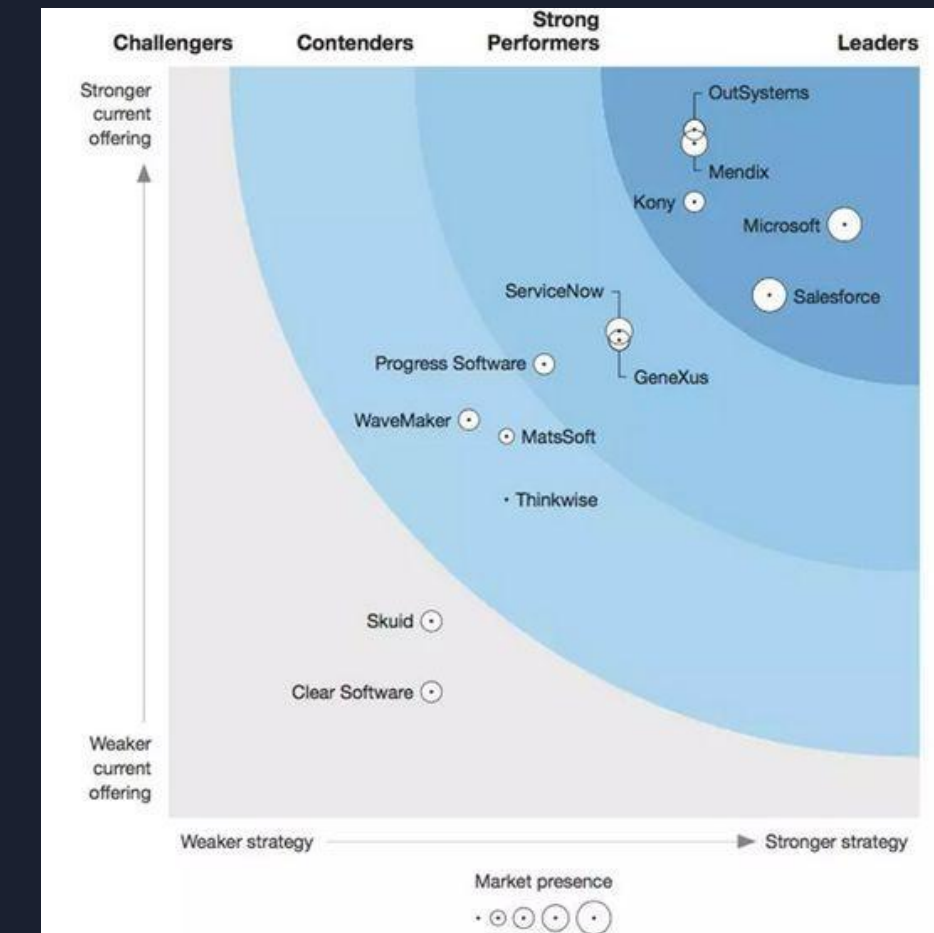 Challengers
Contenders
Strong
Performers
Leaders
Stronger
current
offering
OutSystems
Mendix
Kony
Microsoft
Salesforce
ServiceNow
GeneXus
Progress Software
WaveMaker
MatsSoft
Thinkwise
Skuid
Clear Software
Weaker
current
offering
Weaker strategy
Stronger strategy
Market presence